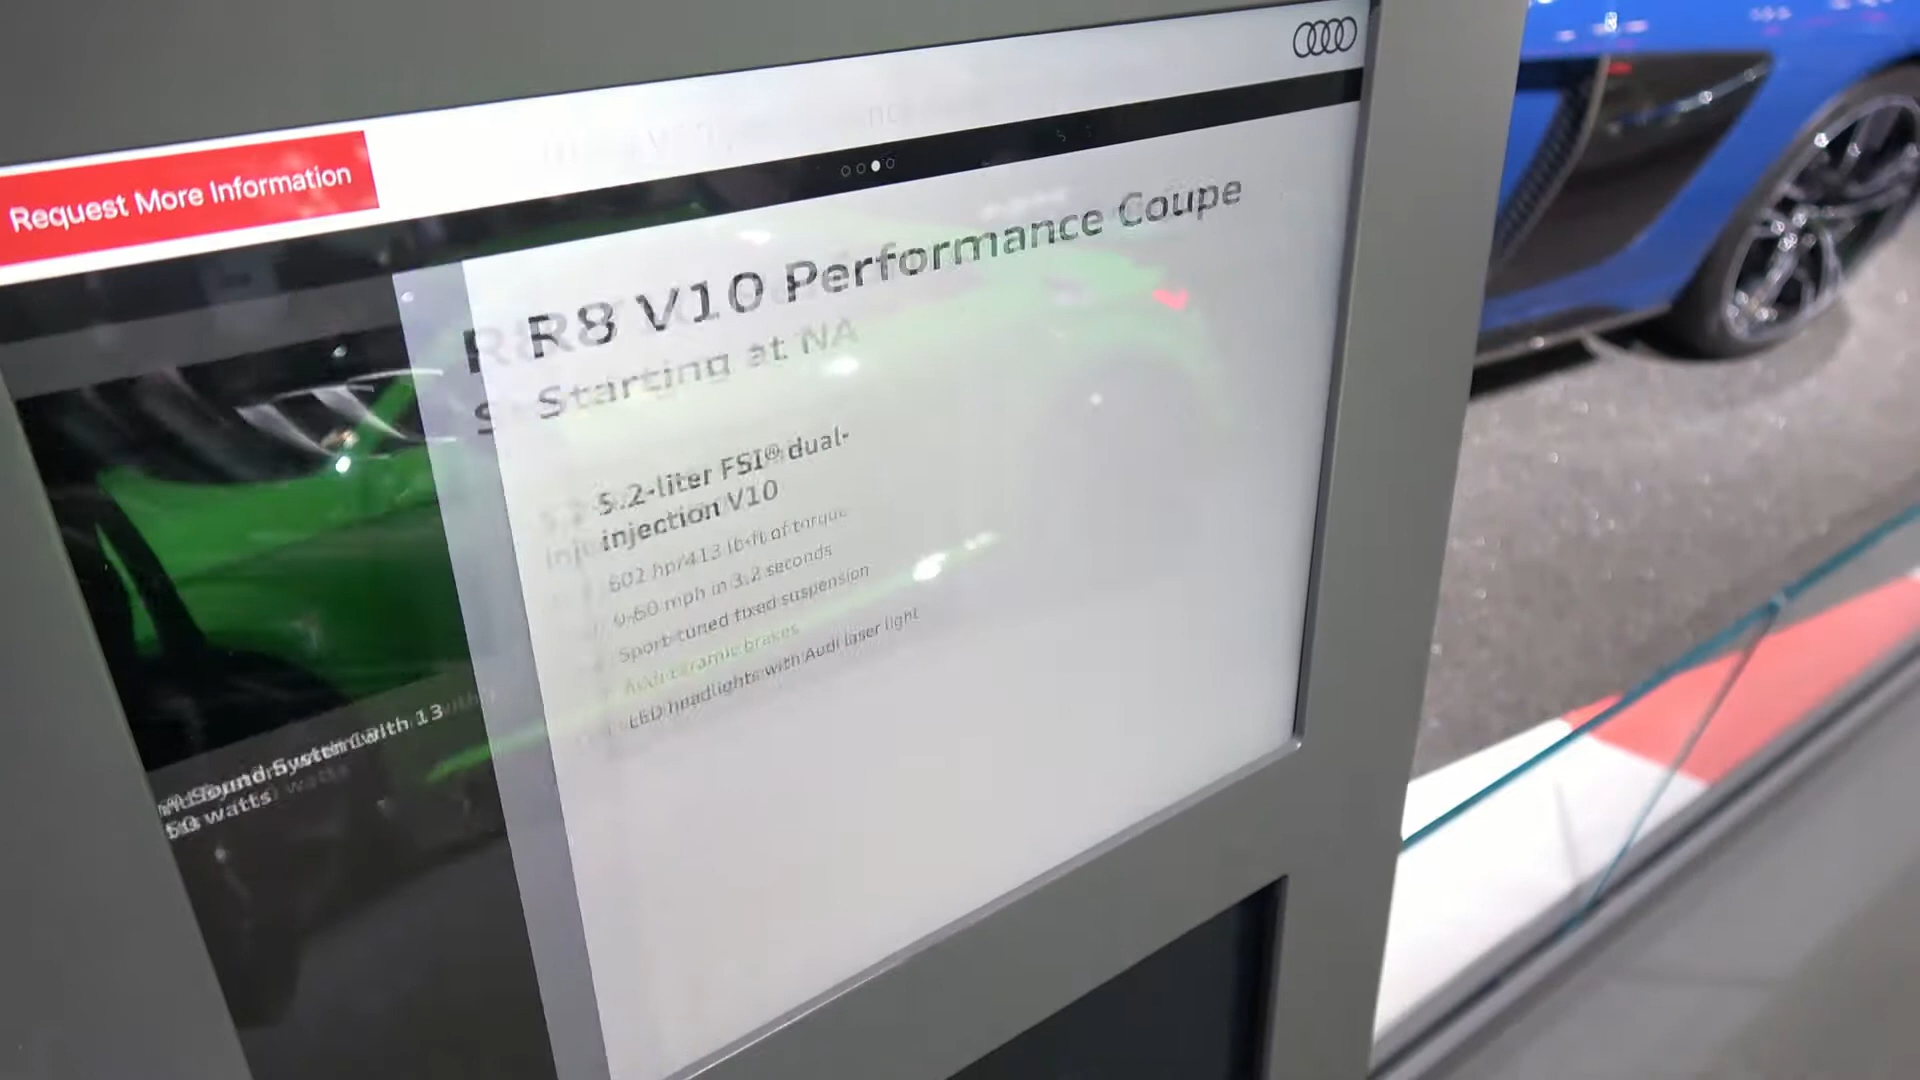 Request More Information
R8 V10 Performance Coupe
Starting at NA
5.2-liter FSI® dual-
injection V10
602 hp/413 lb-ft of torque
0-60 mph in 3.2 seconds
Sport tuned fixed suspension
Audi ceramic brakes
LED headlights with Audi laser light
Sound System with 13
watts